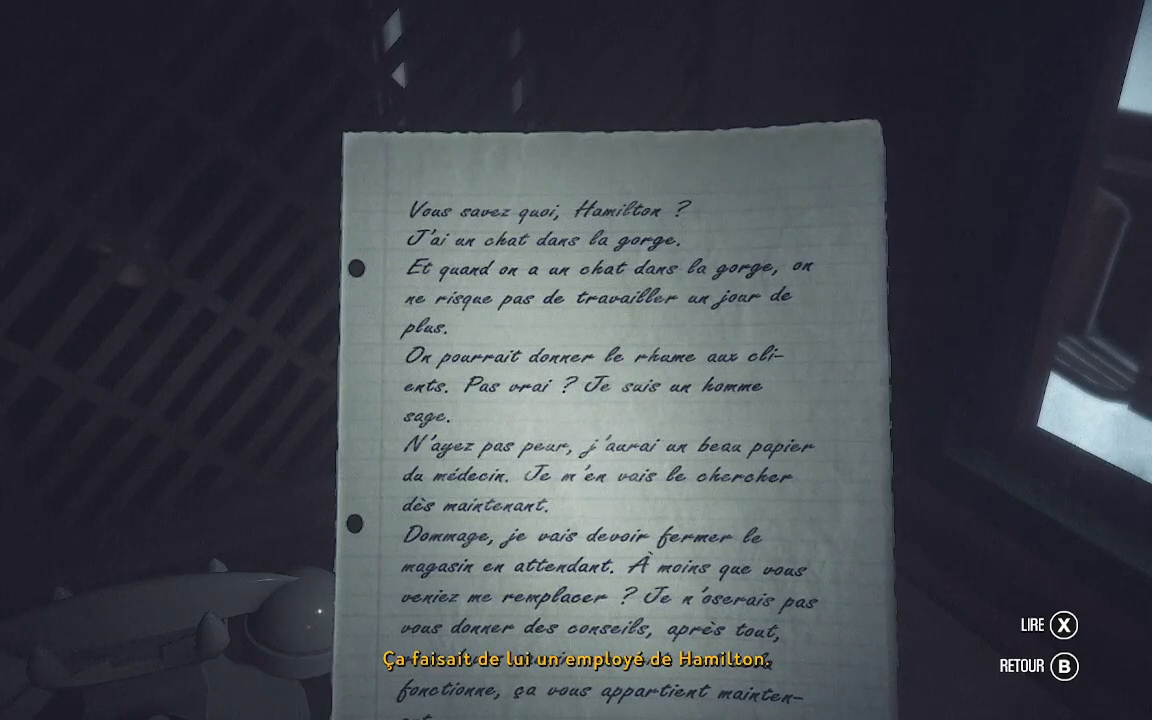 Vous savez quoi, Hamilton ?
J'ai un chat dans la gorge.
Et quand on a un chat dans la gorge, on
ne risque pas de travailler un jour de
plus.
On pourrait donner le rhume aux cli-
ents. Pas vrai ? Je suis un homme
sage.
N'ayez pas peur, j'aurai un beau papier
du médecin. Je m'en vais le chercher
dès maintenant.
Dommage, je vais devoir fermer le
magasin en attendant. À moins que vous
veniez me remplacer ? Je n'oserais pas
vous donner des conseils, après tout,
Ça faisait de lui un employé de Hamilton.
fonctionne, ça vous appartient mainten-
LIRE X
RETOUR B